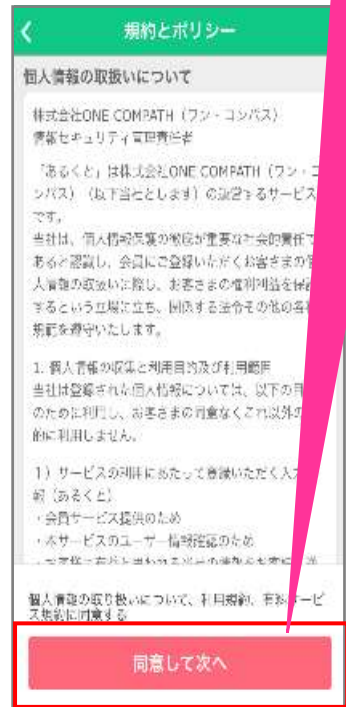 規約とポリシー
個人情報の取扱いについて
株式会社ONE COMPATH（ワン・コンパス）
情報セキュリティ管理責任者
「あるくと」は株式会社ONE COMPATH（ワン・コ
ンパス）（以下当社とします）の運営するサービス
です。
当社は、個人情報保護の徹底が重要な社会的責任で
あると認識し、会員にご登録いただくお客さまの個
人情報の取扱いに際し、お客さまの権利利益を保護
するという立場に立ち、関係する法令その他の各種
規範を遵守いたします。
1. 個人情報の収集と利用目的及び利用範囲
当社は登録された個人情報については、以下の目
のために利用し、お客さまの同意なくこれ以外の
的に利用しません。
1）サービスの利用にあたって登録いただく
報（あるくと）
・会員サービス提供のため
・本サービスのユーザー情報確認のため
個人情報の取り扱いについて、利用規約、有料サービ
ス規約に同意する
同意して次へ